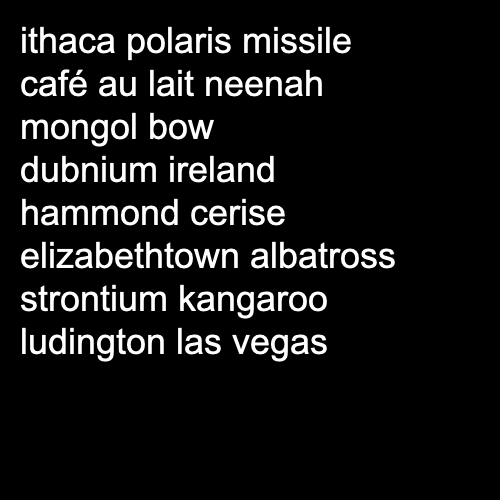 ithaca polaris missile
café au lait neenah
mongol bow
dubnium ireland
hammond cerise
elizabethtown albatross
strontium kangaroo
ludington las vegas